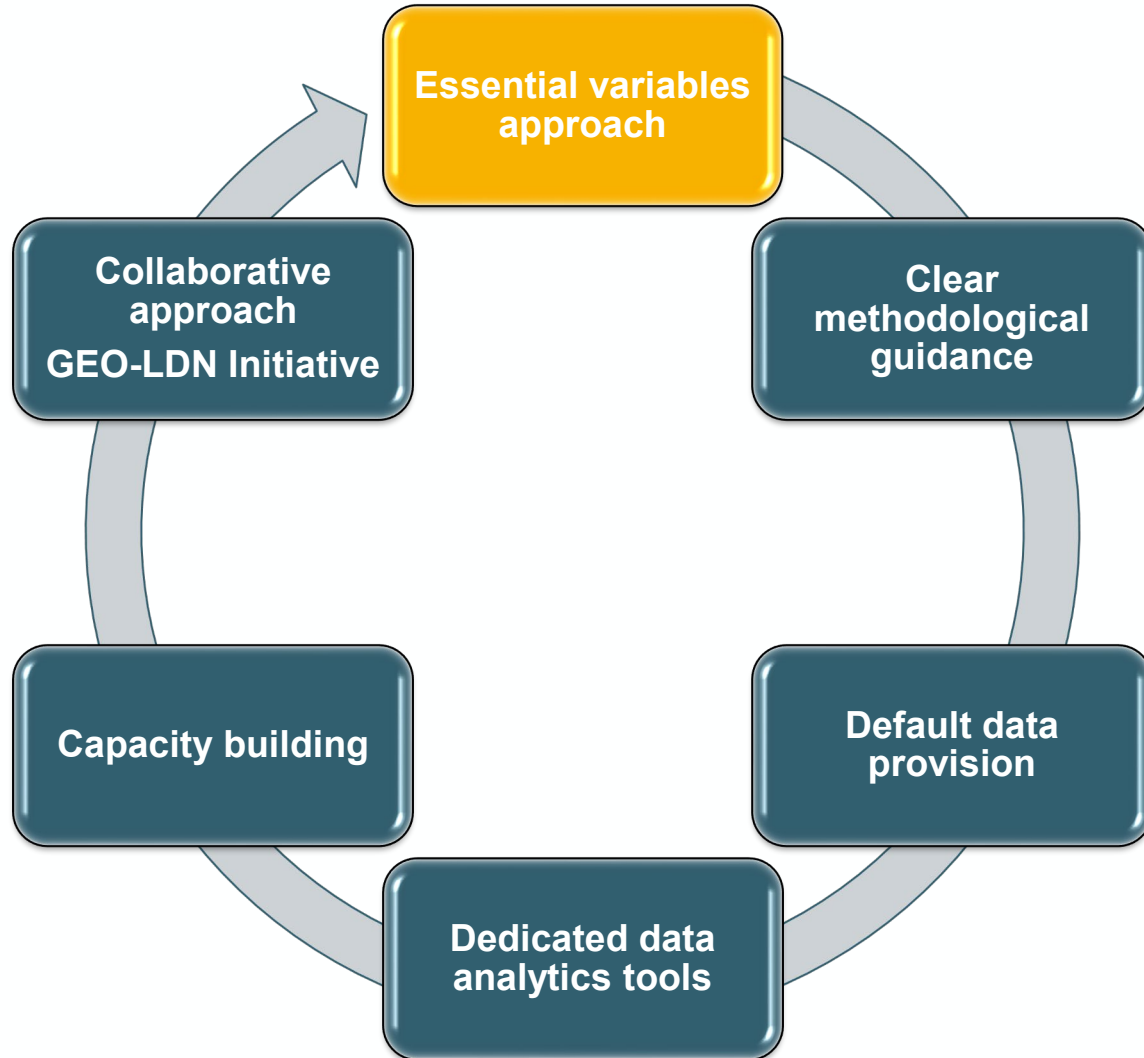 Essential variables
approach
Clear
methodological
guidance
Default data
provision
Dedicated data
analytics tools
Capacity building
Collaborative
approach
GEO-LDN Initiative